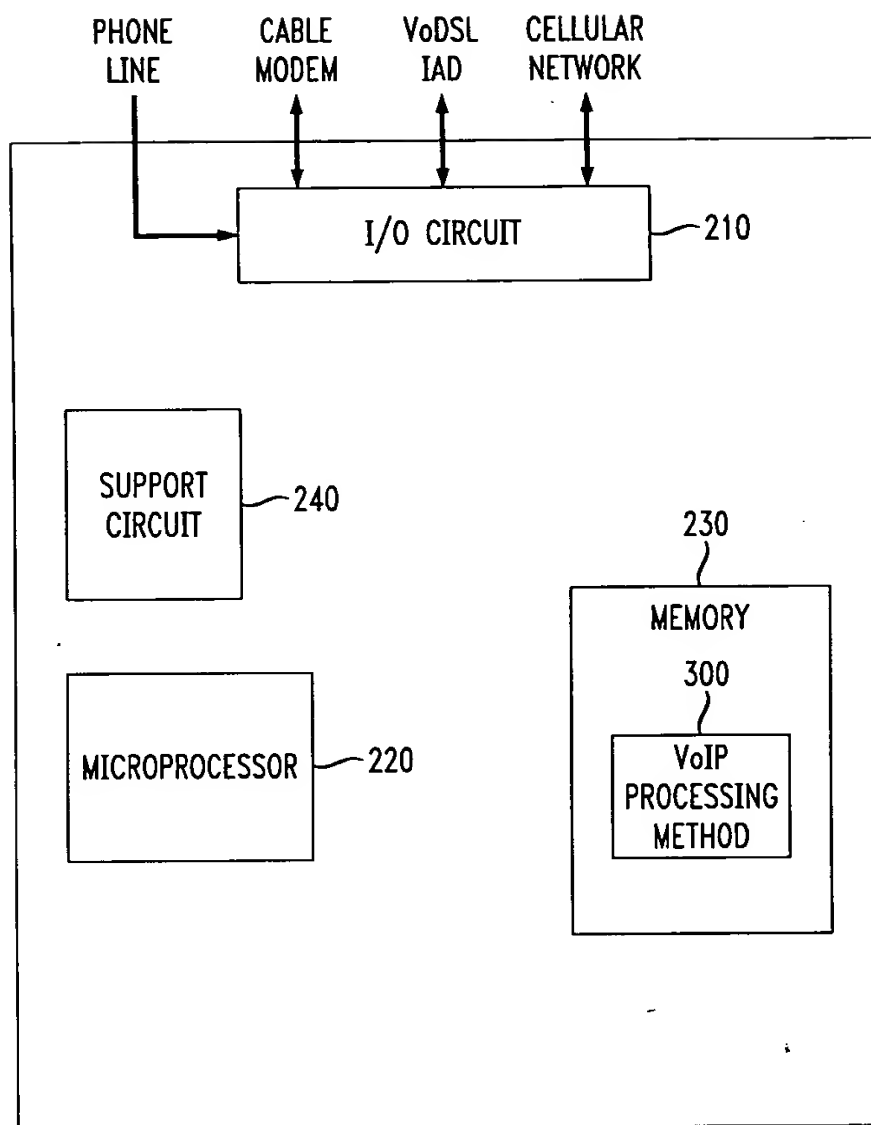 PHONE LINE
CABLE MODEM
VoDSL IAD
CELLULAR NETWORK
I/O CIRCUIT
210
SUPPORT CIRCUIT
240
230
MEMORY
300
VoIP PROCESSING METHOD
MICROPROCESSOR
220